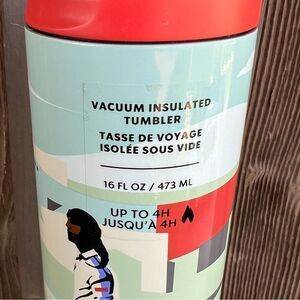 VACUUM INSULATED
TUMBLER
TASSE DE VOYAGE
ISOLÉE SOUS VIDE
16 FL OZ / 473 ML
UP TO 4H
JUSQU'À 4H